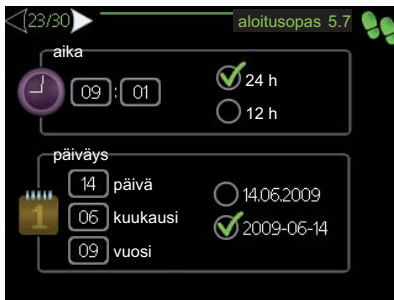 23/30
aloitusopas 5.7
aika
09 : 01
24 h
12 h
päiväys
14 päivä
06 kuukausi
09 vuosi
14.06.2009
2009-06-14
1